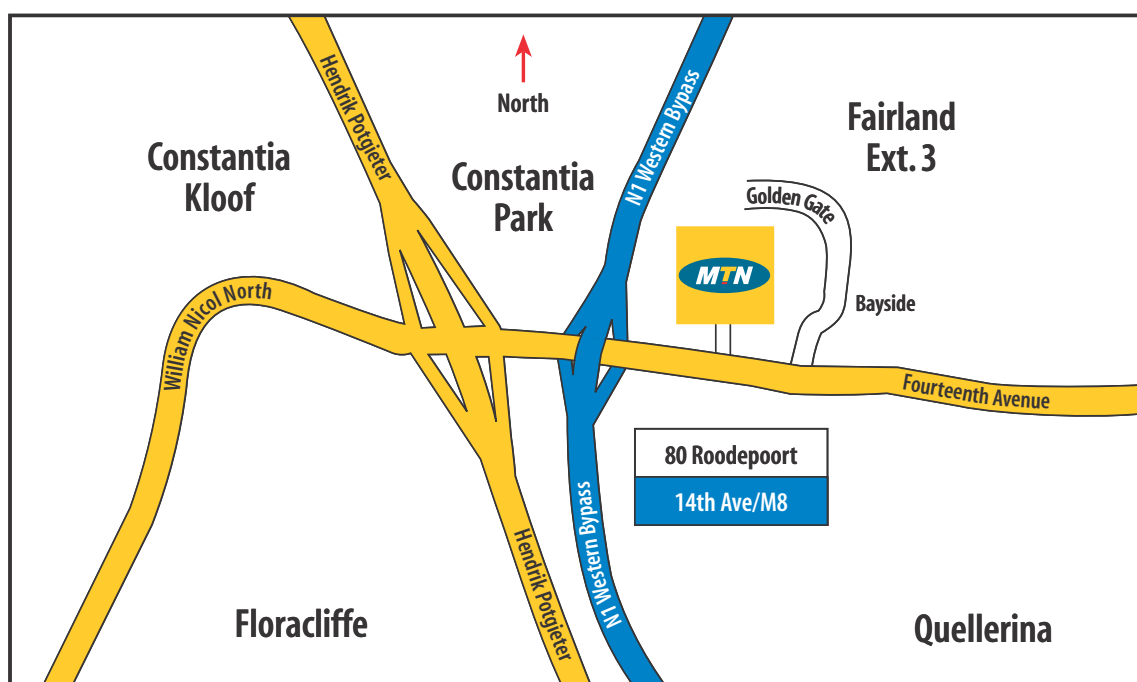 Hendrik Potgieter
North
N1 Western Bypass
Fairland
Ext. 3
Constantia
Kloof
Constantia
Park
Golden Gate
MTN
Bayside
William Nicol North
Fourteenth Avenue
80 Roodepoort
14th Ave/M8
N1 Western Bypass
Hendrik Potgieter
Floracliffe
Quellerina